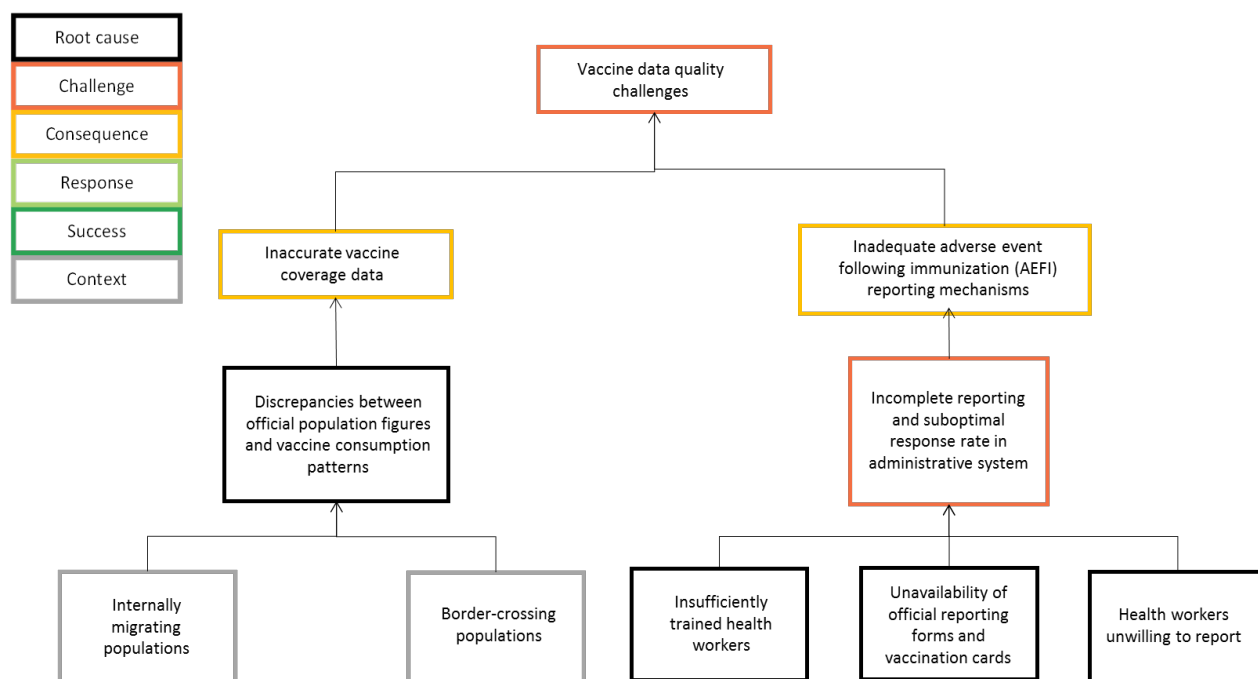 Root cause
Challenge
Consequence
Response
Success
Context
Vaccine data quality
challenges
Inaccurate vaccine
coverage data
Inadequate adverse event
following immunization (AEFI)
reporting mechanisms
Discrepancies between
official population figures
and vaccine consumption
patterns
Incomplete reporting
and suboptimal
response rate in
administrative system
Internally
migrating
populations
Border-crossing
populations
Insufficiently
trained health
workers
Unavailability of
official reporting
forms and
vaccination cards
Health workers
unwilling to report